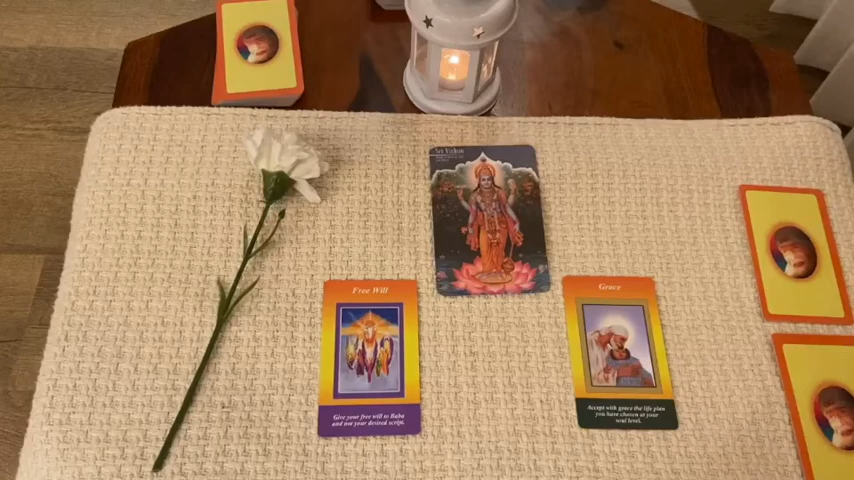 Sri Vishnu
Free Will
Give your free will to Baba
and not your desired script.
Grace
Accept with grace the life plan
you have chosen at your
soul level.